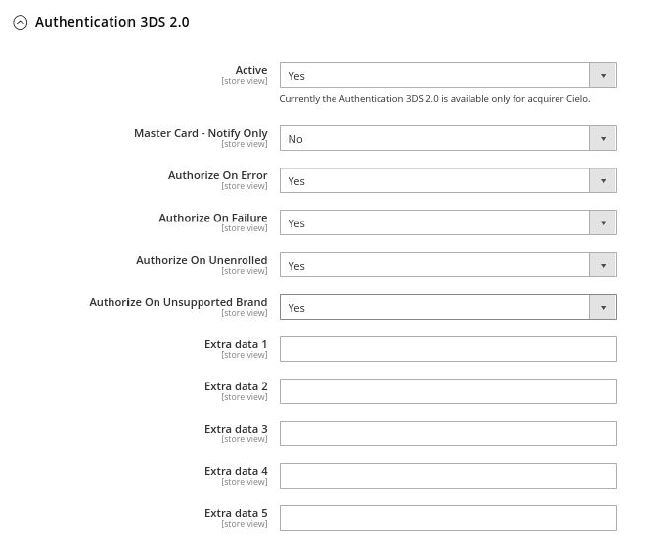 Authentication 3DS 2.0
Active
[store view]
Yes
Currently the Authentication 3DS 2.0 is available only for acquirer Cielo.
Master Card - Notify Only
[store view]
No
Authorize On Error
[store view]
Yes
Authorize On Failure
[store view]
Yes
Authorize On Unenrolled
[store view]
Yes
Authorize On Unsupported Brand
[store view]
Yes
Extra data 1
[store view]
Extra data 2
[store view]
Extra data 3
[store view]
Extra data 4
[store view]
Extra data 5
[store view]